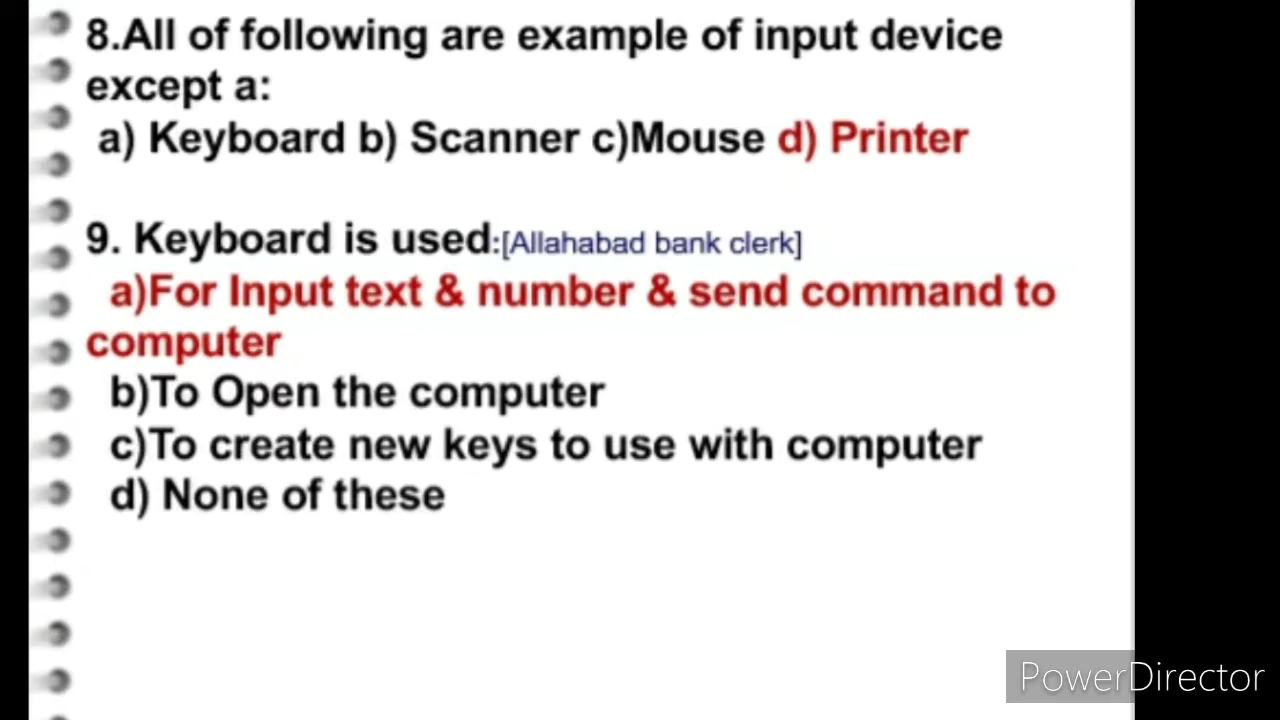 8.All of following are example of input device
except a:
a) Keyboard b) Scanner c)Mouse d) Printer
9. Keyboard is used:[Allahabad bank clerk]
a)For Input text & number & send command to
computer
b)To Open the computer
c)To create new keys to use with computer
d) None of these
PowerDirector